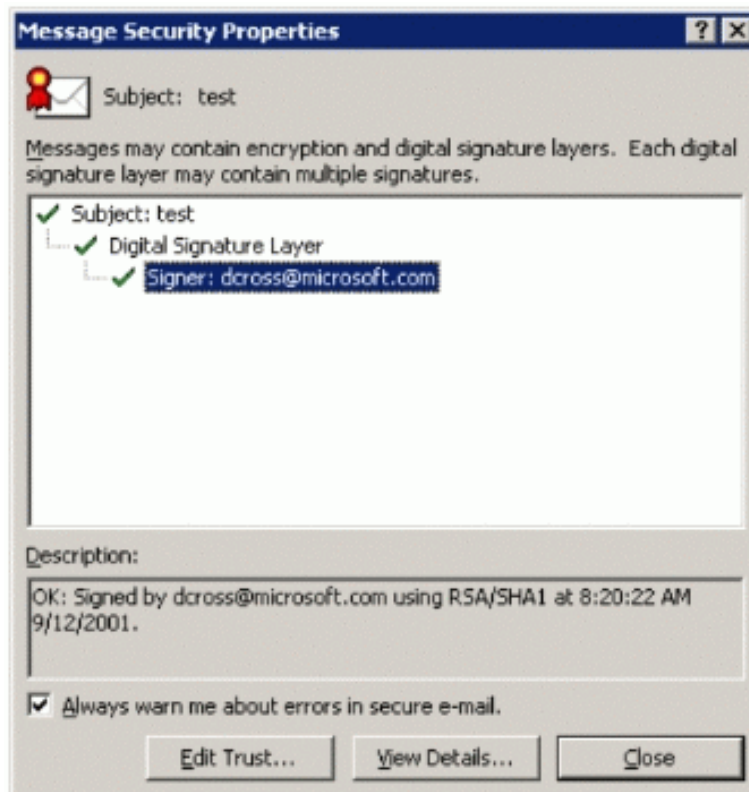 Message Security Properties
Subject: test
Messages may contain encryption and digital signature layers. Each digital
signature layer may contain multiple signatures.
Subject: test
Digital Signature Layer
Signer: dcross@microsoft.com
Description:
OK: Signed by dcross@microsoft.com using RSA/SHA1 at 8:20:22 AM
9/12/2001.
Always warn me about errors in secure e-mail.
Edit Trust... View Details... Close